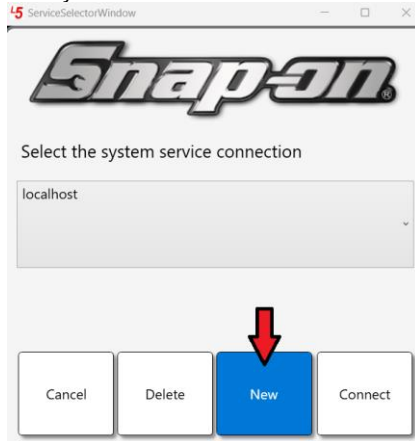 L5 ServiceSelectorWindow
Snap-on®
Select the system service connection
localhost
Cancel Delete New Connect